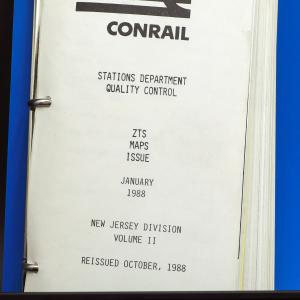 CONRAIL
STATIONS DEPARTMENT
QUALITY CONTROL
ZTS
MAPS
ISSUE
JANUARY
1988
NEW JERSEY DIVISION
VOLUME II
REISSUED OCTOBER, 1988